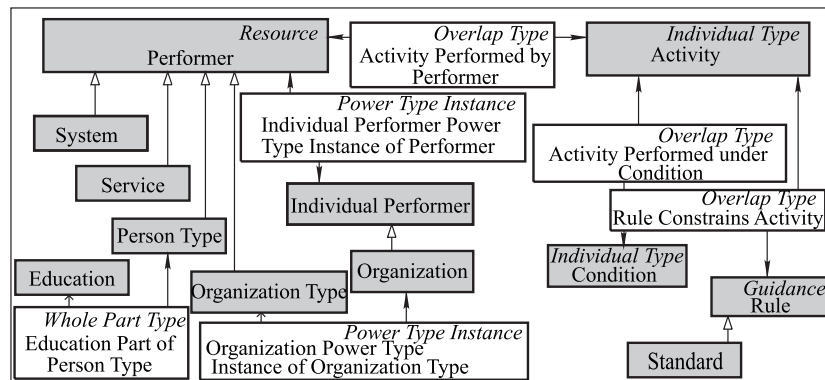 Resource
Performer
Overlap Type
Activity Performed by
Performer
Individual Type
Activity
Power Type Instance
Individual Performer Power
Type Instance of Performer
System
Overlap Type
Activity Performed under
Condition
Service
Individual Performer
Overlap Type
Rule Constrains Activity
Person Type
Individual Type
Condition
Education
Organization Type
Organization
Guidance
Rule
Whole Part Type
Education Part of
Person Type
Power Type Instance
Organization Power Type
Instance of Organization Type
Standard